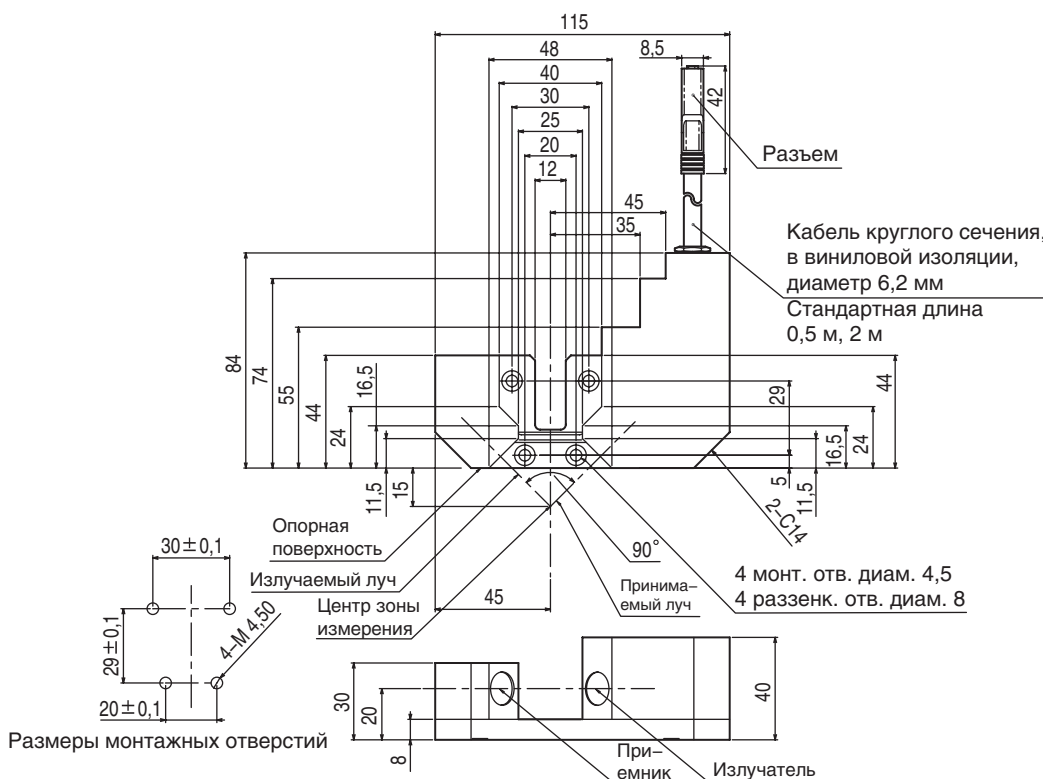 115
48
8,5
40
30
42
25
20
12
Разъем
45
35
Кабель круглого сечения,
в виниловой изоляции,
диаметр 6,2 мм
Стандартная длина
0,5 м, 2 м
84
74
55
44
16,5
24
11,5
15
29
44
16,5
24
5
11,5
2–C14
Опорная
поверхность
90°
Излучаемый луч
Принима–
емый луч
4 монт. отв. диам. 4,5
4 раззенк. отв. диам. 8
45
Центр зоны
измерения
30±0,1
29±0,1
4–M 4,50
20±0,1
Размеры монтажных отверстий
30
20
8
40
При–
емник
Излучатель